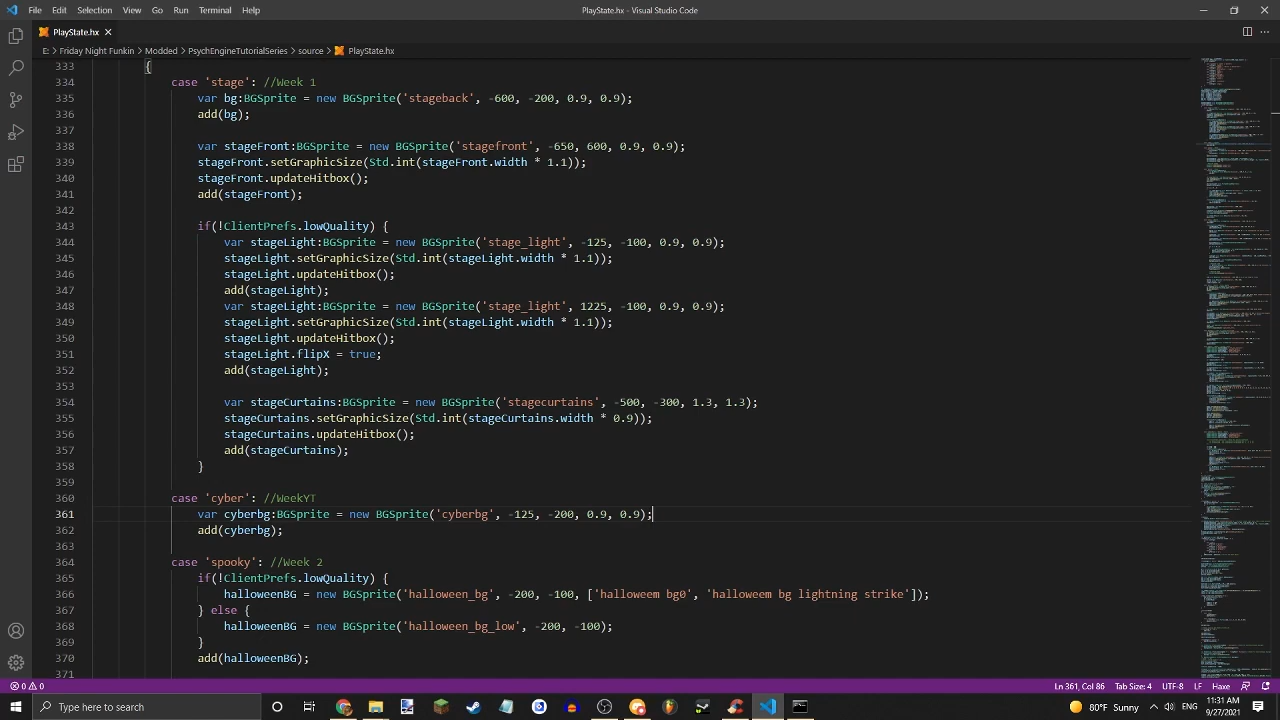 File Edit Selection View Go Run Terminal Help
PlayState.hx - Visual Studio Code
PlayState.hx
E: > Friday Night Funkin > Modded > PsychEngineTutorialSeries > source > PlayState.hx
333 {
334 case 'stage': //Week 1
335 var bg:BGSprite = new BGSprite('stageback', -600, -200, 0.9, 0.9);
336 add(bg);
337
338 var stageFront:BGSprite = new BGSprite('stagefront', -650, 600, 0.9, 0.9);
339 stageFront.setGraphicSize(Std.int(stageFront.width * 1.1));
340 stageFront.updateHitbox();
341 add(stageFront);
342
343 if(!ClientPrefs.lowQuality) {
344 var stageLight:BGSprite = new BGSprite('stage_light', -125, -100, 0.9, 0.9);
345 stageLight.setGraphicSize(Std.int(stageLight.width * 1.1));
346 stageLight.updateHitbox();
347 add(stageLight);
348 var stageLight:BGSprite = new BGSprite('stage_light', 1225, -100, 0.9, 0.9);
349 stageLight.setGraphicSize(Std.int(stageLight.width * 1.1));
350 stageLight.updateHitbox();
351 stageLight.flipX = true;
352 add(stageLight);
353
354 var stageCurtains:BGSprite = new BGSprite('stagecurtains', -500, -300, 1.3, 1.3);
355 stageCurtains.setGraphicSize(Std.int(stageCurtains.width * 0.9));
356 stageCurtains.updateHitbox();
357 add(stageCurtains);
358 }
359
360 case 'cyber': //WeekYT
361 var bg:BGSprite = new BGSprite('cyberbg', -600, -200, 0.9, 0.9);
362 add(bg);
363
364 case 'spooky': //Week 2
365 if(!ClientPrefs.lowQuality) {
366 halloweenBG = new BGSprite('halloween_bg', -200, -100, ['halloweem bg0', 'halloweem bg lightning strike']);
367 } else {
368 halloweenBG = new BGSprite('halloween_bg_low', -200, -100);
369 }
370 add(halloweenBG);
0
Ln 361, Col 86 Tab Size: 4 UTF-8 LF Haxe
Type here to search
80°F Sunny
ENG
11:31 AM
9/27/2021